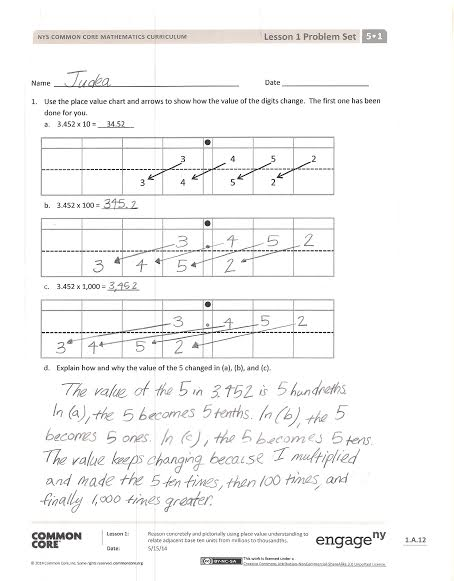 NYS COMMON CORE MATHEMATICS CURRICULUM Lesson 1 Problem Set 5•1
Name Judea Date
1. Use the place value chart and arrows to show how the value of the digits change. The first one has been
done for you.
a. 3.452 x 10 = 34.52
3 4 5 2
3 4 5 2
b. 3.452 x 100 = 345.2
3 . 4 5 2
3 4 5 2
c. 3.452 x 1,000 = 3,452
3 . 4 5 2
3 4 5 2
d. Explain how and why the value of the 5 changed in (a), (b), and (c).
The value of the 5 in 3.452 is 5 hundredths.
In (a), the 5 becomes 5 tenths. In (b), the 5
becomes 5 ones. In (c), the 5 becomes 5 tens.
The value keeps changing because I multiplied
and made the 5 ten times, then 100 times, and
finally 1,000 times greater.
COMMON CORE
Lesson 1: Reason concretely and pictorially using place value understanding to
relate adjacent base ten units from millions to thousandths.
Date: 5/15/14
engage ny
1.A.12
© 2014 Common Core, Inc. Some rights reserved. commoncore.org
CC BY-NC-SA
This work is licensed under a
Creative Commons Attribution-NonCommercial-ShareAlike 3.0 Unported License.